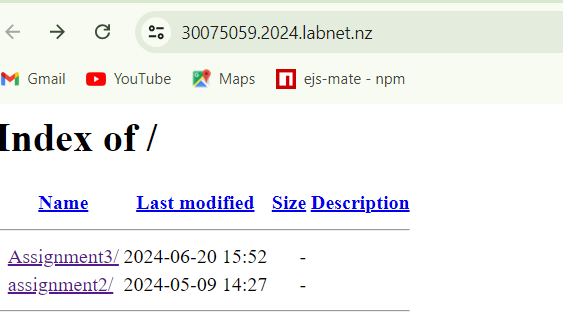 30075059.2024.labnet.nz
Gmail YouTube Maps ejs-mate - npm
Index of /
Name Last modified Size Description
Assignment3/ 2024-06-20 15:52 -
assignment2/ 2024-05-09 14:27 -